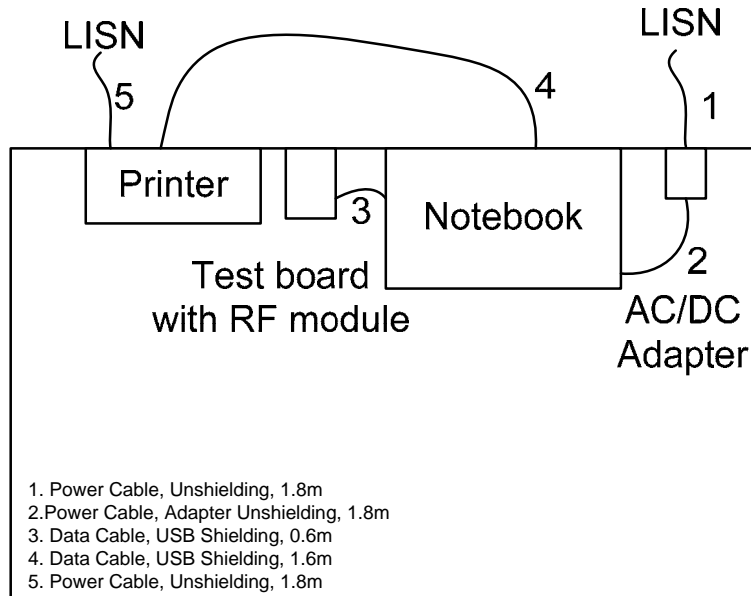 LISN
LISN
5
4
1
Printer
3
Notebook
2
Test board
with RF module
AC/DC
Adapter
1. Power Cable, Unshielding, 1.8m
2.Power Cable, Adapter Unshielding, 1.8m
3. Data Cable, USB Shielding, 0.6m
4. Data Cable, USB Shielding, 1.6m
5. Power Cable, Unshielding, 1.8m